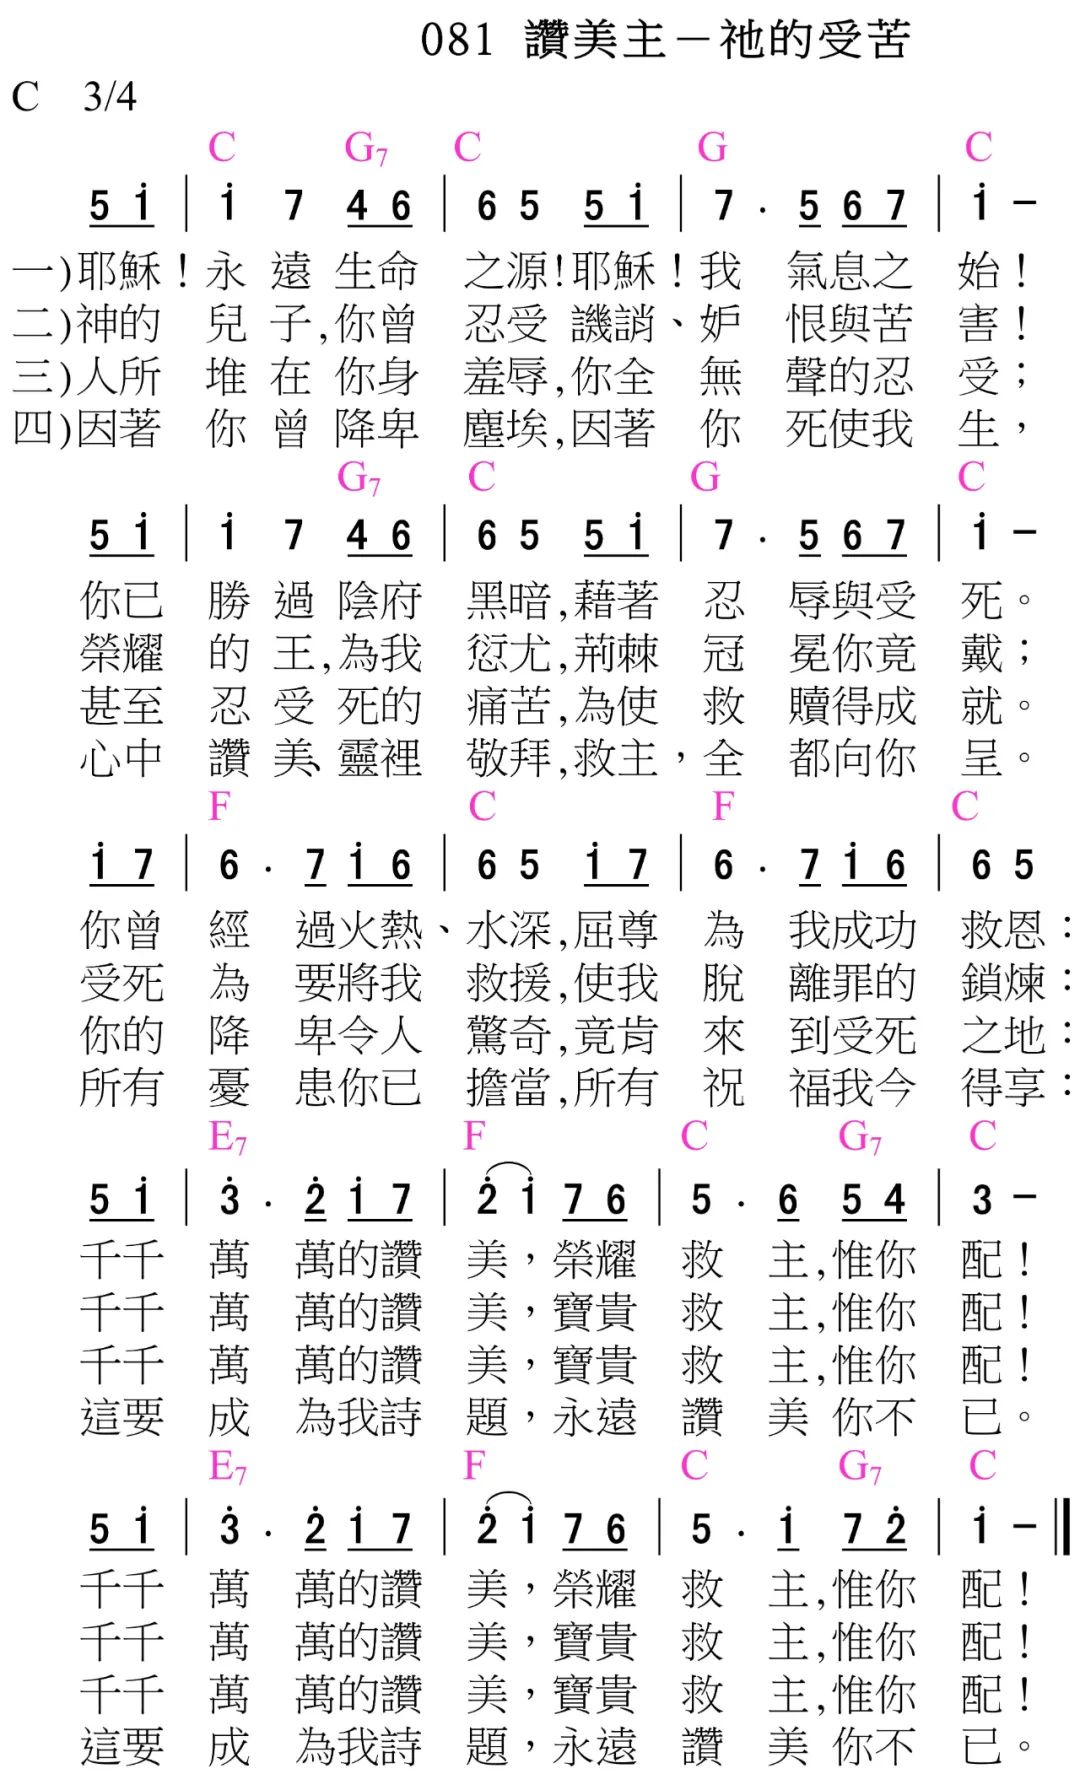 081 讚美主－祂的受苦
C 3/4
C G7 C G C
5 i̇ | i̇ 7 4 6 | 6 5 5 i̇ | 7 . 5 6 7 | i̇ －
一)耶穌！永遠生命 之源!耶穌！我 氣息之 始！
二)神的 兒子,你曾 忍受 譏誚、妒 恨與苦 害！
三)人所 堆在你身 羞辱,你全 無 聲的忍 受；
四)因著 你曾降卑 塵埃,因著 你 死使我 生，
G7 C G C
5 i̇ | i̇ 7 4 6 | 6 5 5 i̇ | 7 . 5 6 7 | i̇ －
你已 勝過陰府 黑暗,藉著 忍 辱與受 死。
榮耀 的王,為我 愆尤,荊棘 冠 冕你竟 戴；
甚至 忍受死的 痛苦,為使 救 贖得成 就。
心中 讚美、靈裡 敬拜,救主，全 都向你 呈。
F C F C
i̇ 7 | 6 . 7 i̇ 6 | 6 5 i̇ 7 | 6 . 7 i̇ 6 | 6 5
你曾 經 過火熱、水深,屈尊 為 我成功 救恩：
受死 為 要將我 救援,使我 脫 離罪的 鎖煉：
你的 降 卑令人 驚奇,竟肯 來 到受死 之地：
所有 憂 患你已 擔當,所有 祝 福我今 得享：
E7 F C G7 C
5 i̇ | 3̇ . 2̇ i̇ 7 | 2̇ i̇ 7 6 | 5 . 6 5 4 | 3 －
千千 萬 萬的讚 美，榮耀 救 主,惟你 配！
千千 萬 萬的讚 美，寶貴 救 主,惟你 配！
千千 萬 萬的讚 美，寶貴 救 主,惟你 配！
這要 成 為我詩 題，永遠 讚 美 你不 已。
E7 F C G7 C
5 i̇ | 3̇ . 2̇ i̇ 7 | 2̇ i̇ 7 6 | 5 . i̇ 7 2̇ | i̇ － ‖
千千 萬 萬的讚 美，榮耀 救 主,惟你 配！
千千 萬 萬的讚 美，寶貴 救 主,惟你 配！
千千 萬 萬的讚 美，寶貴 救 主,惟你 配！
這要 成 為我詩 題，永遠 讚 美 你不 已。